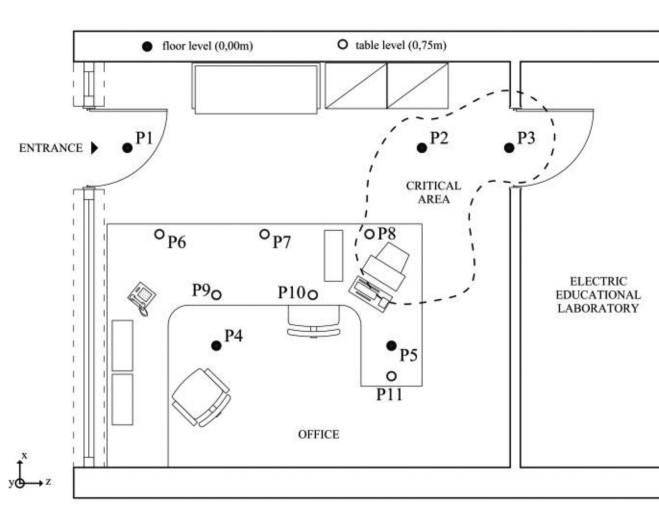 floor level (0,00m)
table level (0,75m)
P1
ENTRANCE
P2
P3
CRITICAL
AREA
P6
P7
P8
P9
P10
ELECTRIC
EDUCATIONAL
LABORATORY
P4
P5
P11
OFFICE
x
y
z